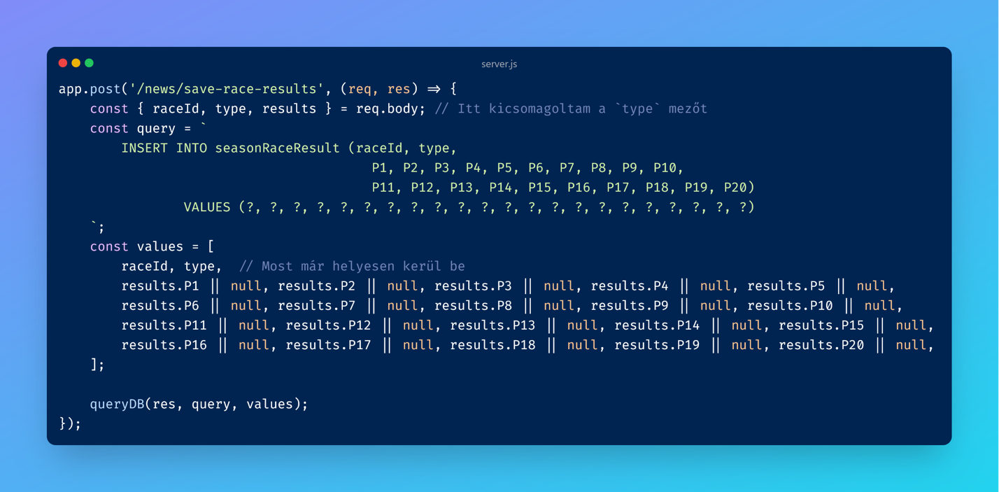 server.js
app.post('/news/save-race-results', (req, res) => {
    const { raceId, type, results } = req.body; // Itt kicsomagoltam a `type` mezőt
    const query = `
        INSERT INTO seasonRaceResult (raceId, type,
                                        P1, P2, P3, P4, P5, P6, P7, P8, P9, P10,
                                        P11, P12, P13, P14, P15, P16, P17, P18, P19, P20)
                VALUES (?, ?, ?, ?, ?, ?, ?, ?, ?, ?, ?, ?, ?, ?, ?, ?, ?, ?, ?, ?, ?, ?)
    `;
    const values = [
        raceId, type,  // Most már helyesen kerül be
        results.P1 || null, results.P2 || null, results.P3 || null, results.P4 || null, results.P5 || null,
        results.P6 || null, results.P7 || null, results.P8 || null, results.P9 || null, results.P10 || null,
        results.P11 || null, results.P12 || null, results.P13 || null, results.P14 || null, results.P15 || null,
        results.P16 || null, results.P17 || null, results.P18 || null, results.P19 || null, results.P20 || null,
    ];
    queryDB(res, query, values);
});